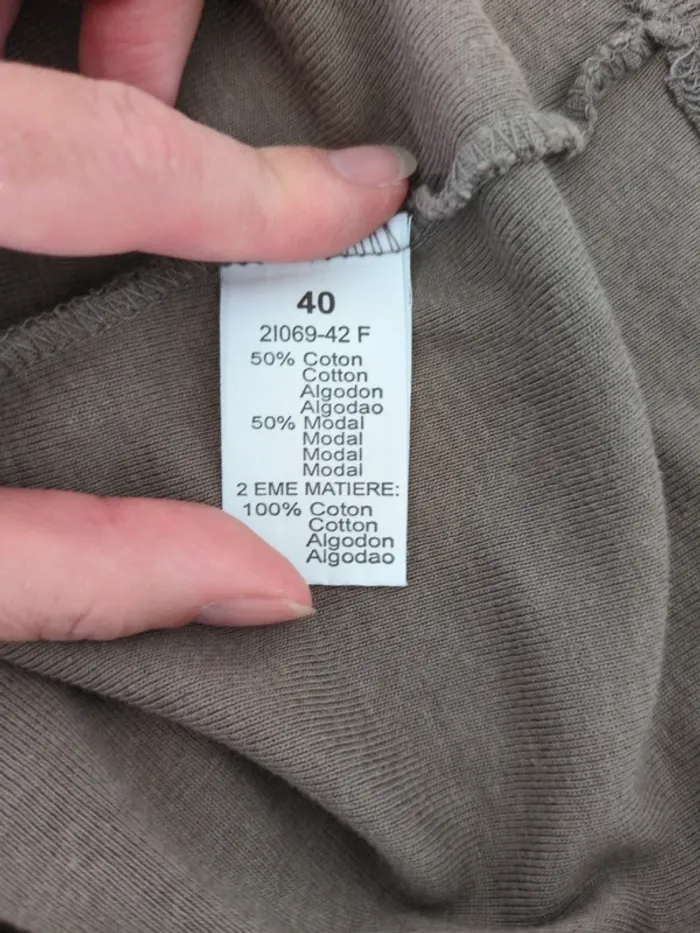 40
2I069-42 F
50% Coton
Cotton
Algodon
Algodao
50% Modal
Modal
Modal
Modal
2 EME MATIERE:
100% Coton
Cotton
Algodon
Algodao